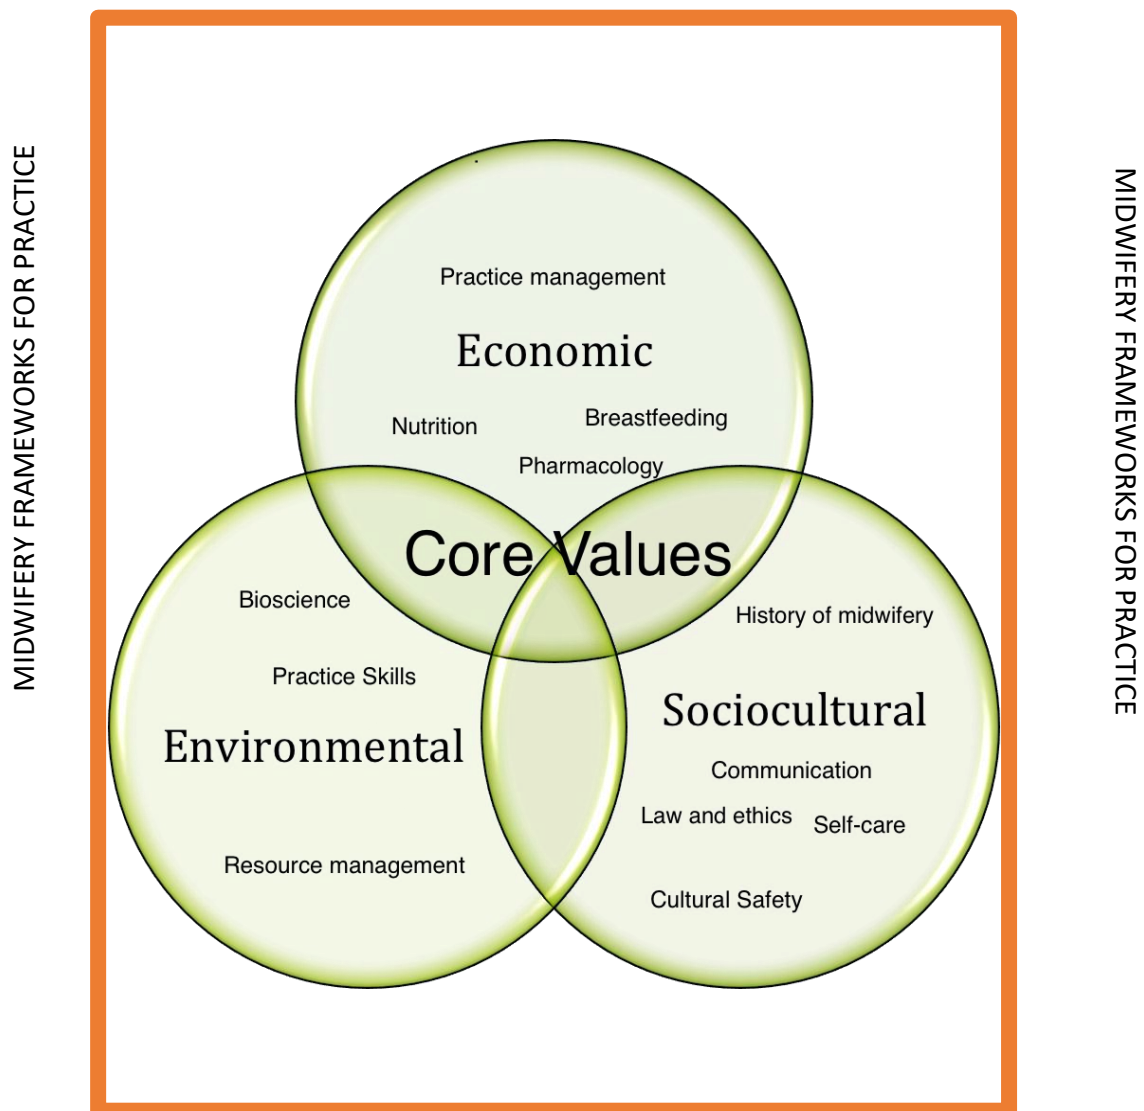 MIDWIFERY FRAMEWORKS FOR PRACTICE
Practice management
Economic
Breastfeeding
Nutrition
Pharmacology
Core Values
Bioscience
History of midwifery
Practice Skills
Sociocultural
Environmental
Communication
Law and ethics
Self-care
Resource management
Cultural Safety
MIDWIFERY FRAMEWORKS FOR PRACTICE